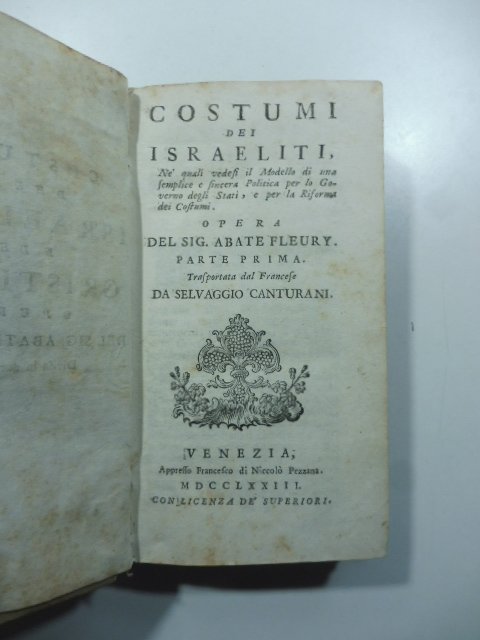 COSTUMI
DEI
ISRAELITI,
Ne' quali vedesi il Modello di una
semplice e sincera Politica per lo Go-
verno degli Stati, e per la Riforma
dei Costumi.
OPERA
DEL SIG. ABATE FLEURY.
PARTE PRIMA.
Trasportata dal Francese
DA SELVAGGIO CANTURANI.
VENEZIA,
Appresso Francesco di Niccolò Pezzana.
MDCCLXXIII.
CON LICENZA DE' SUPERIORI.